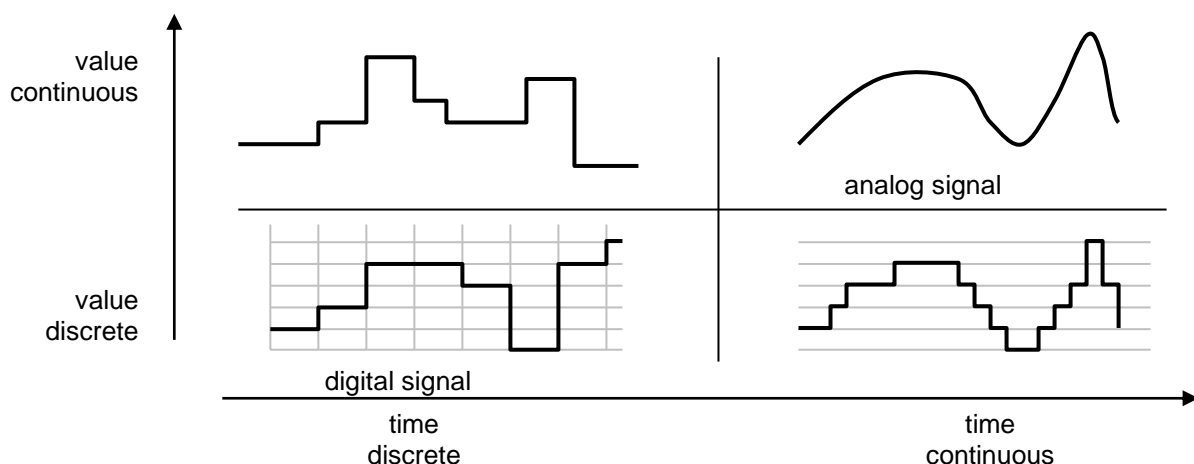 value
continuous
analog signal
value
discrete
digital signal
time
discrete
time
continuous